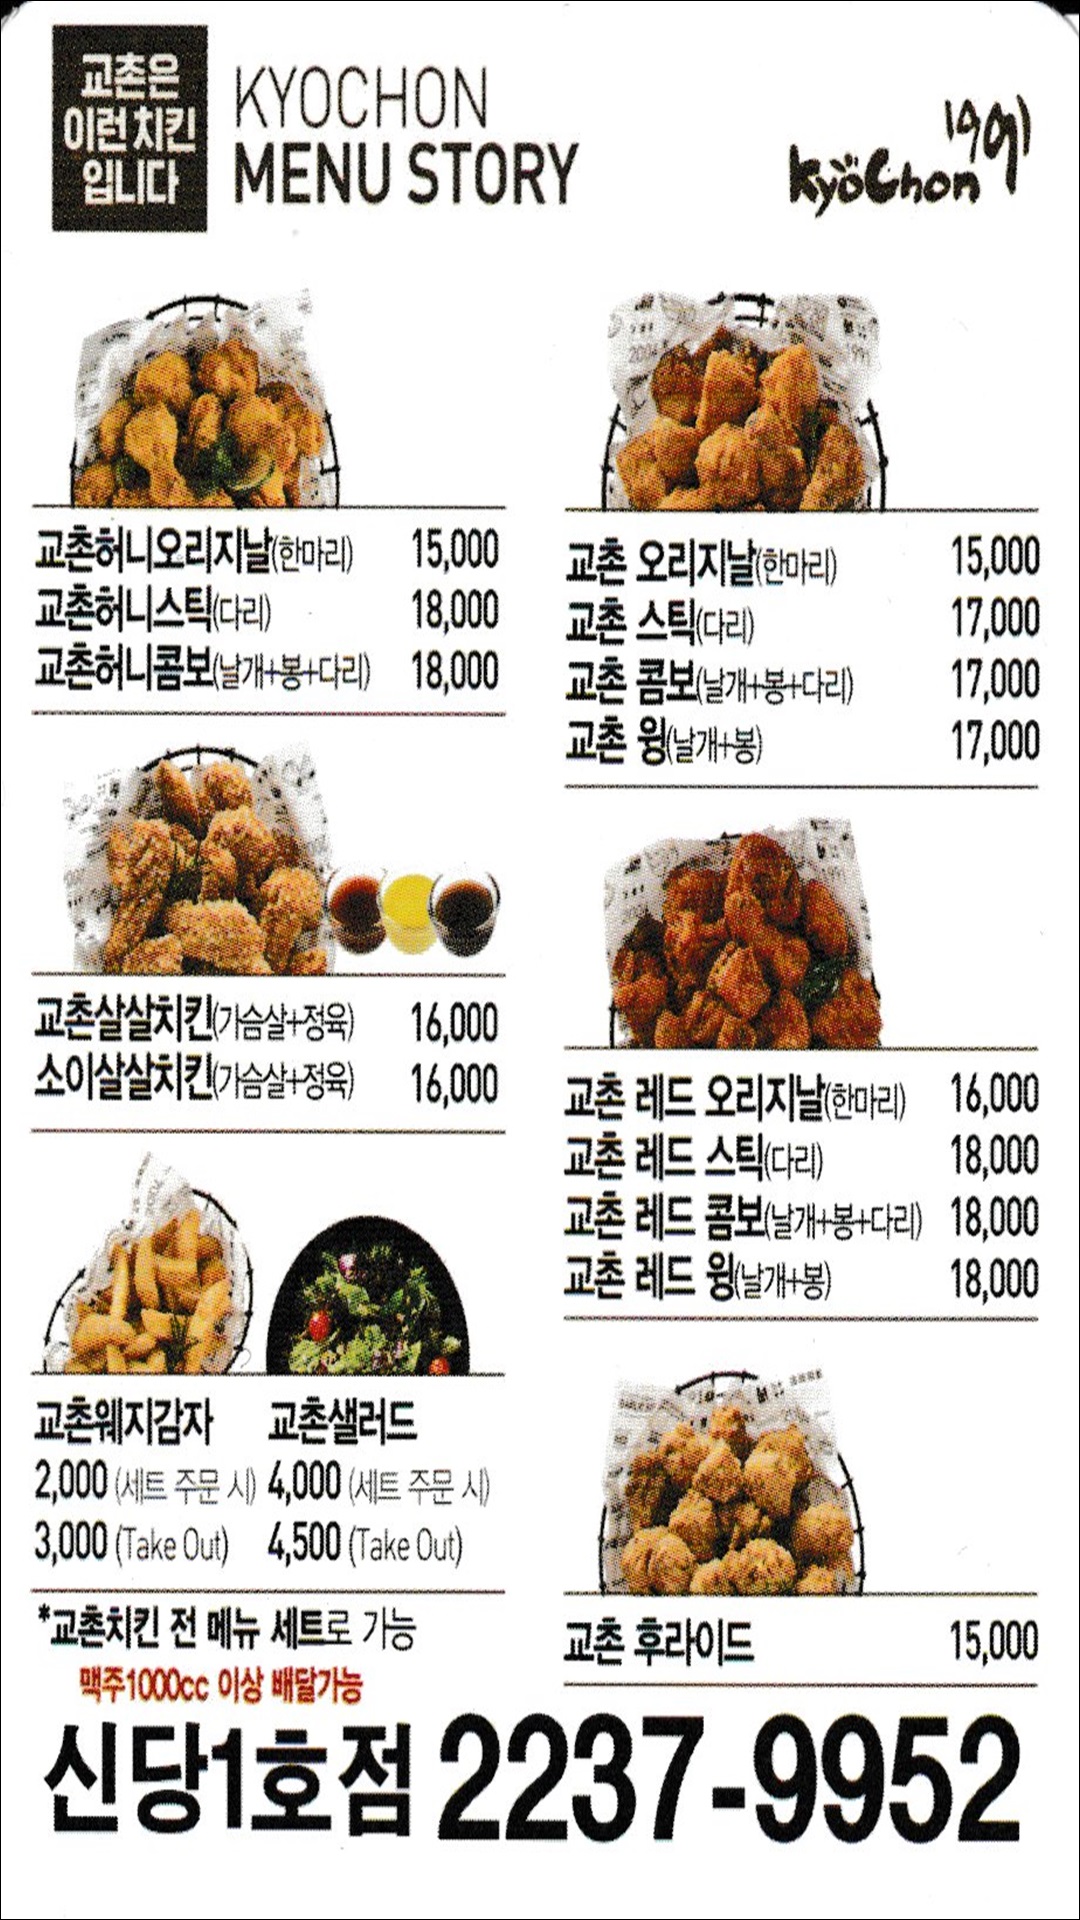 교촌은
이런 치킨
입니다
KYOCHON
MENU STORY
1991
kyochon
교촌허니오리지날(한마리) 15,000
교촌허니스틱(다리) 18,000
교촌허니콤보(날개+봉+다리) 18,000
교촌 오리지날(한마리) 15,000
교촌 스틱(다리) 17,000
교촌 콤보(날개+봉+다리) 17,000
교촌 윙(날개+봉) 17,000
교촌살살치킨(가슴살+정육) 16,000
소이살살치킨(가슴살+정육) 16,000
교촌 레드 오리지날(한마리) 16,000
교촌 레드 스틱(다리) 18,000
교촌 레드 콤보(날개+봉+다리) 18,000
교촌 레드 윙(날개+봉) 18,000
교촌웨지감자 교촌샐러드
2,000 (세트 주문 시) 4,000 (세트 주문 시)
3,000 (Take Out) 4,500 (Take Out)
교촌 후라이드 15,000
*교촌치킨 전 메뉴 세트로 가능
맥주1000cc 이상 배달가능
신당1호점 2237-9952